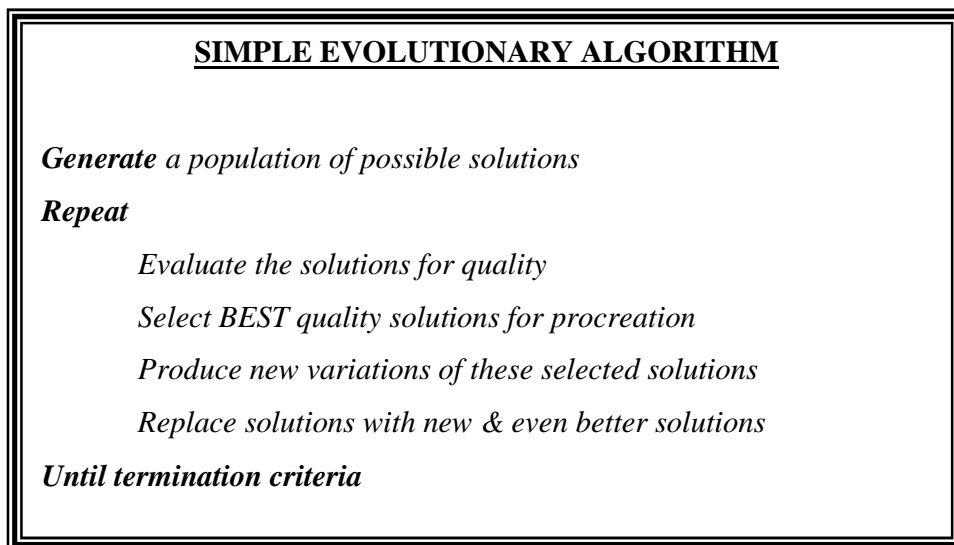 SIMPLE EVOLUTIONARY ALGORITHM
Generate a population of possible solutions
Repeat
Evaluate the solutions for quality
Select BEST quality solutions for procreation
Produce new variations of these selected solutions
Replace solutions with new & even better solutions
Until termination criteria